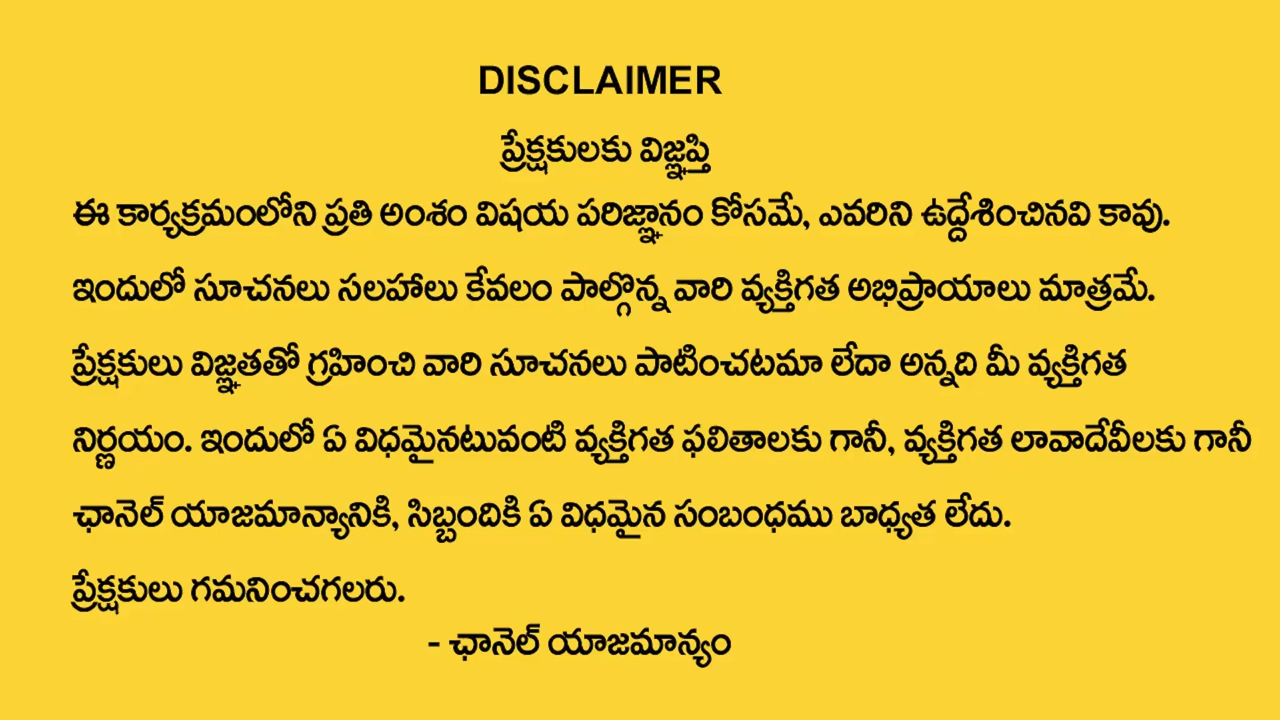 DISCLAIMER
ప్రేక్షకులకు విజ్ఞప్తి
ఈ కార్యక్రమంలోని ప్రతి అంశం విషయ పరిజ్ఞానం కోసమే, ఎవరిని ఉద్దేశించినవి కావు.
ఇందులో సూచనలు సలహాలు కేవలం పాల్గొన్న వారి వ్యక్తిగత అభిప్రాయాలు మాత్రమే.
ప్రేక్షకులు విజ్ఞతతో గ్రహించి వారి సూచనలు పాటించటమా లేదా అన్నది మీ వ్యక్తిగత
నిర్ణయం. ఇందులో ఏ విధమైనటువంటి వ్యక్తిగత ఫలితాలకు గానీ, వ్యక్తిగత లావాదేవీలకు గానీ
ఛానెల్ యాజమాన్యానికి, సిబ్బందికి ఏ విధమైన సంబంధము బాధ్యత లేదు.
ప్రేక్షకులు గమనించగలరు.
- ఛానెల్ యాజమాన్యం